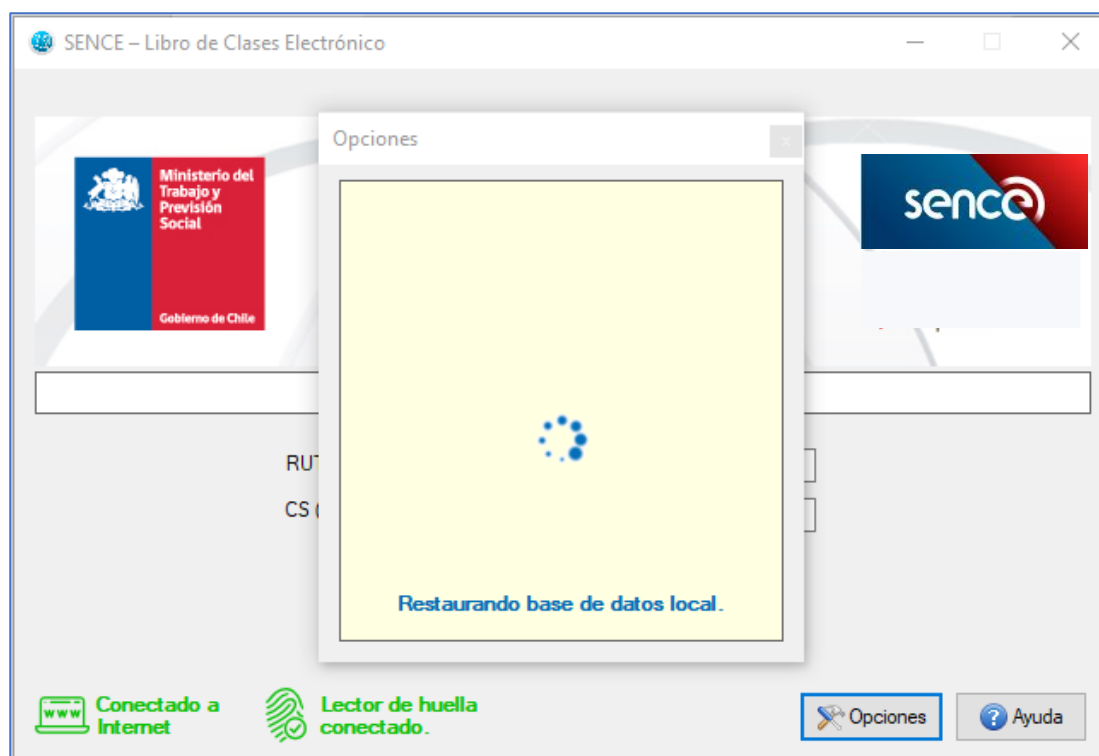 SENCE – Libro de Clases Electrónico
Opciones
x
Ministerio del
Trabajo y
Previsión
Social
Gobierno de Chile
sence
RUT
CS (
Restaurando base de datos local.
Conectado a
Internet
www
Lector de huella
conectado.
Opciones
Ayuda